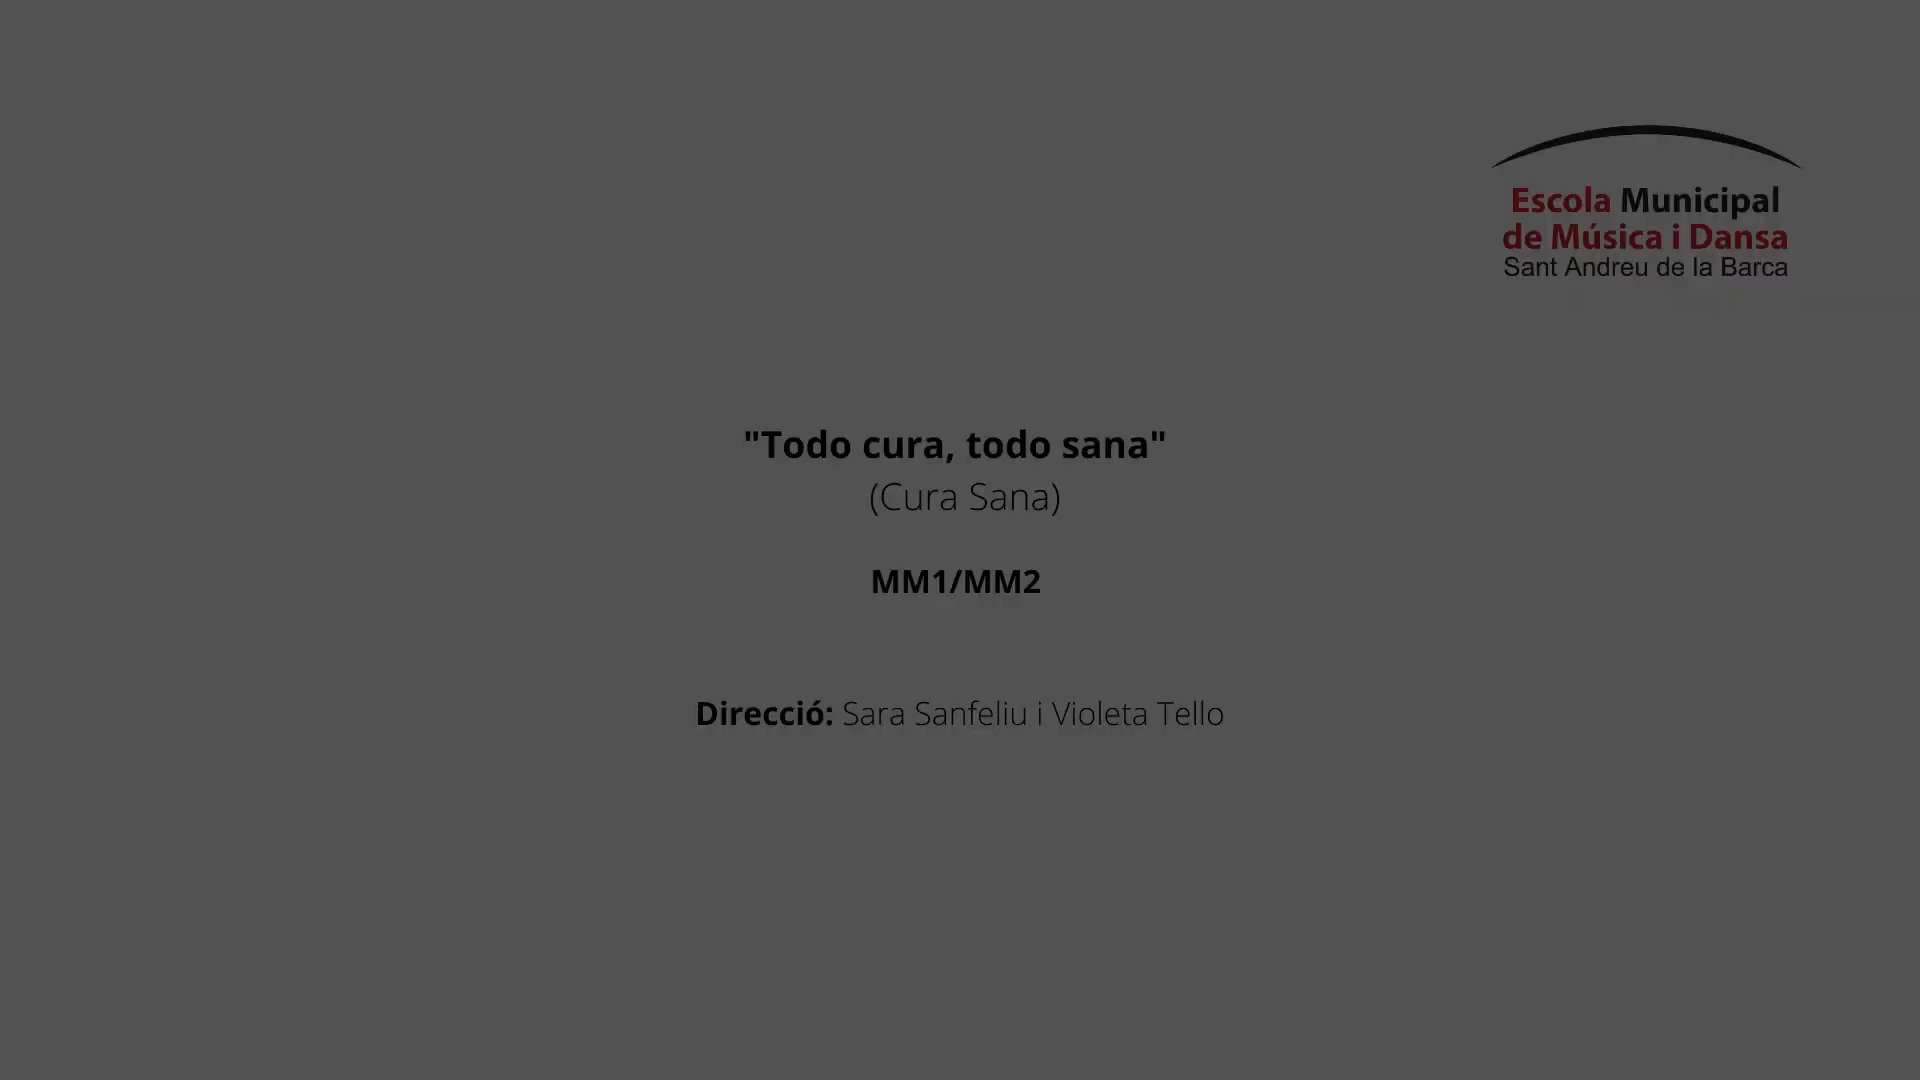 Escola Municipal
de Música i Dansa
Sant Andreu de la Barca
"Todo cura, todo sana"
(Cura Sana)
MM1/MM2
Direcció: Sara Sanfeliu i Violeta Tello